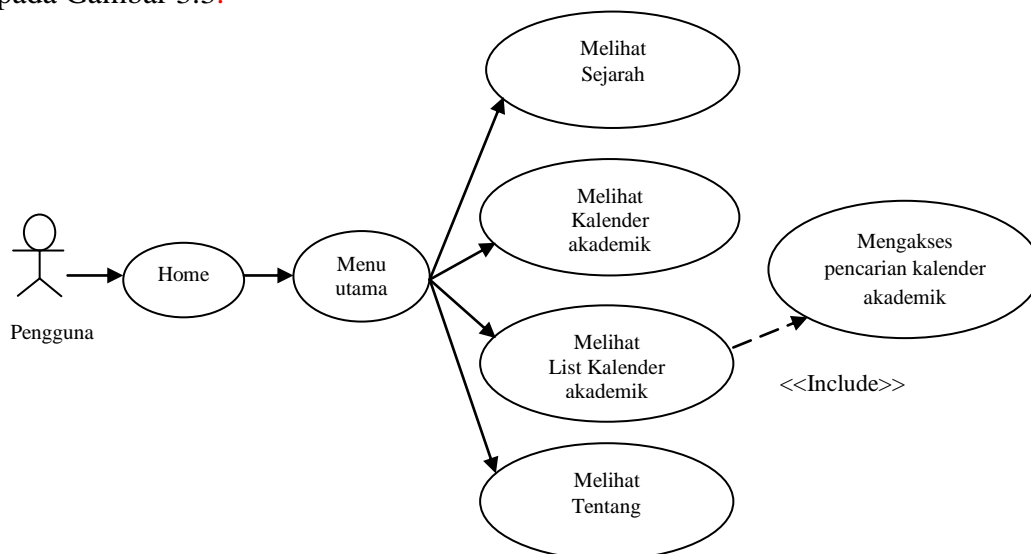 pada Gambar 3.3.
Melihat
Sejarah
Melihat
Kalender
akademik
Mengakses
pencarian kalender
akademik
Home
Menu
utama
Pengguna
Melihat
List Kalender
akademik
<<Include>>
Melihat
Tentang